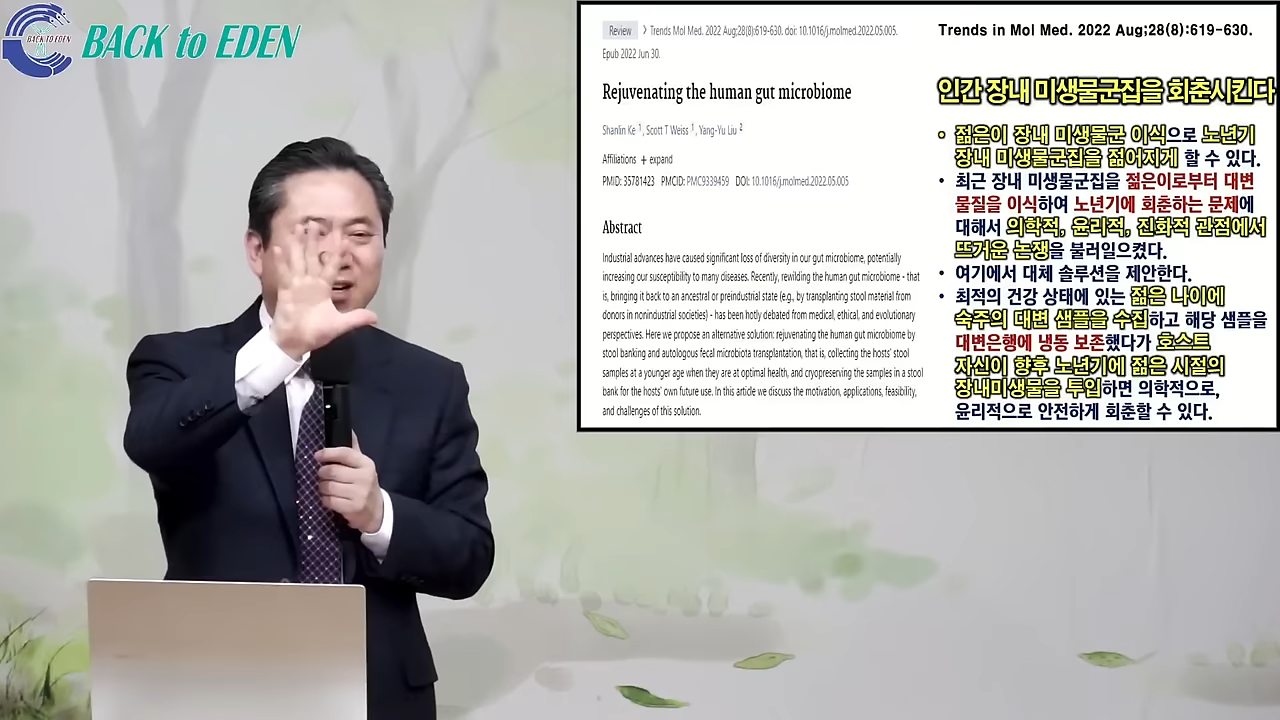 BACK TO EDEN
BACK to EDEN
Review
Trends Mol Med. 2022 Aug;28(8):619-630. doi: 10.1016/j.molmed.2022.05.005.
Epub 2022 Jun 30.
Rejuvenating the human gut microbiome
Shanlin Ke 1, Scott T Weiss 1, Yang-Yu Liu 2
Affiliations + expand
PMID: 35781423 PMCID: PMC9339459 DOI: 10.1016/j.molmed.2022.05.005
Abstract
Industrial advances have caused significant loss of diversity in our gut microbiome, potentially
increasing our susceptibility to many diseases. Recently, rewilding the human gut microbiome - that
is, bringing it back to an ancestral or preindustrial state (e.g., by transplanting stool material from
donors in nonindustrial societies) - has been hotly debated from medical, ethical, and evolutionary
perspectives. Here we propose an alternative solution: rejuvenating the human gut microbiome by
stool banking and autologous fecal microbiota transplantation, that is, collecting the hosts' stool
samples at a younger age when they are at optimal health, and cryopreserving the samples in a stool
bank for the hosts' own future use. In this article we discuss the motivation, applications, feasibility,
and challenges of this solution.
Trends in Mol Med. 2022 Aug;28(8):619-630.
인간 장내 미생물군집을 회춘시킨다
• 젊은이 장내 미생물군 이식으로 노년기
장내 미생물군집을 젊어지게 할 수 있다.
• 최근 장내 미생물군집을 젊은이로부터 대변
물질을 이식하여 노년기에 회춘하는 문제에
대해서 의학적, 윤리적, 진화적 관점에서
뜨거운 논쟁을 불러일으켰다.
• 여기에서 대체 솔루션을 제안한다.
• 최적의 건강 상태에 있는 젊은 나이에
숙주의 대변 샘플을 수집하고 해당 샘플을
대변은행에 냉동 보존했다가 호스트
자신이 향후 노년기에 젊은 시절의
장내미생물을 투입하면 의학적으로,
윤리적으로 안전하게 회춘할 수 있다.